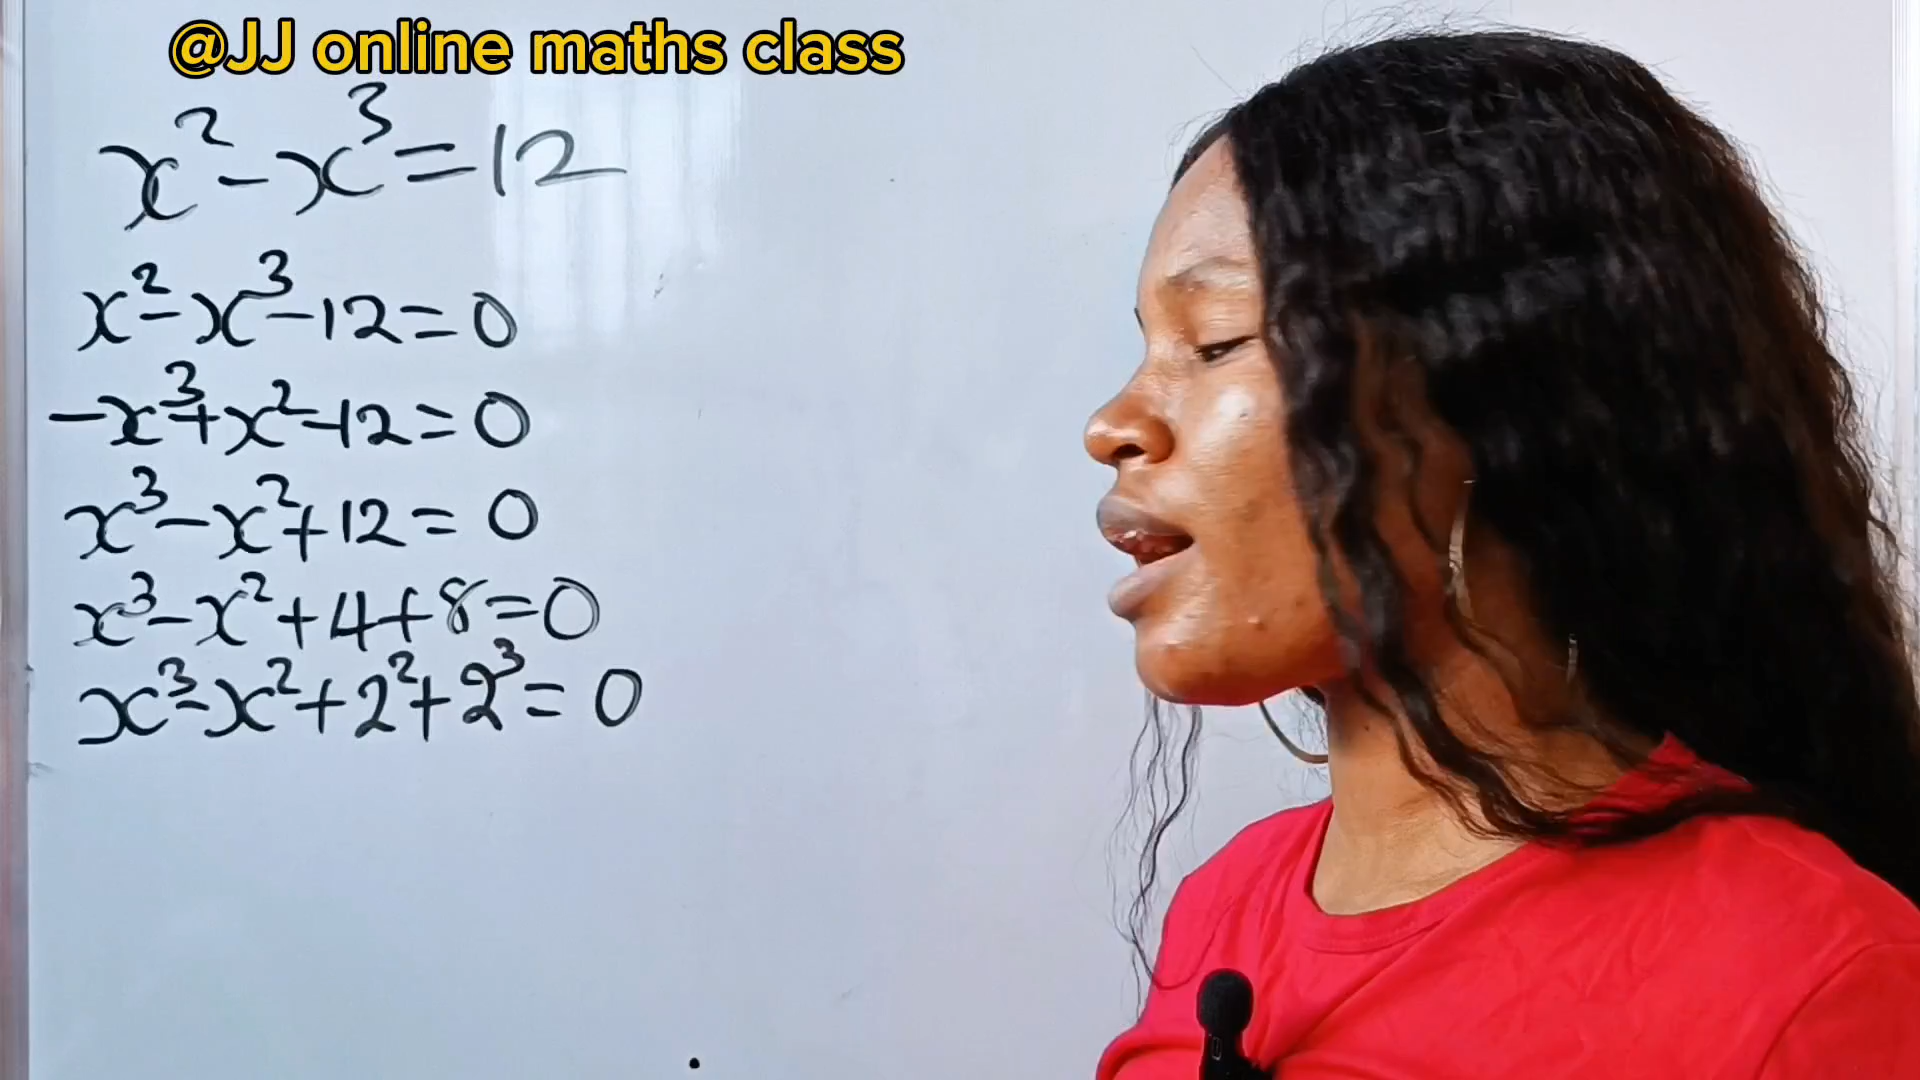 @JJ online maths class
x²-x³=12
x²-x³-12=0
-x³+x²-12=0
x³-x²+12=0
x³-x²+4+8=0
x³-x²+2²+2³=0